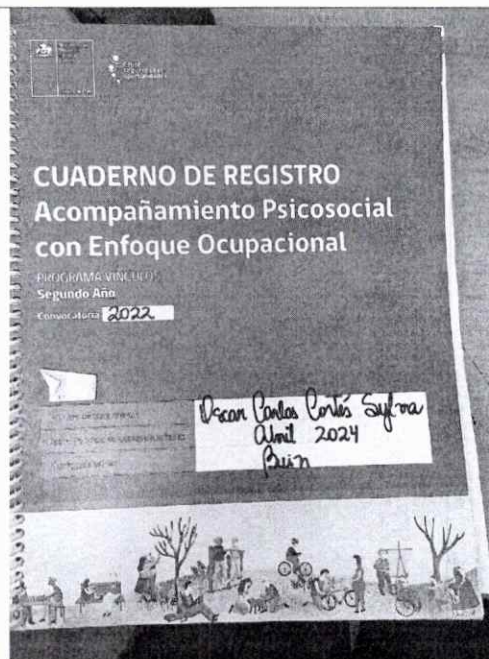 CUADERNO DE REGISTRO
Acompañamiento Psicosocial
con Enfoque Ocupacional
PROGRAMA VÍNCULOS
Segundo Año
Convocatoria 2022
Oscar Carlos Cortés Sylva
Abril 2024
Buin